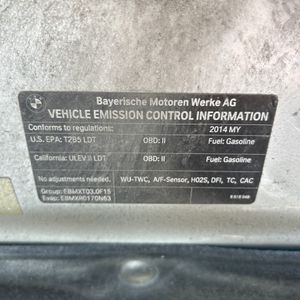 Bayerische Motoren Werke AG
VEHICLE EMISSION CONTROL INFORMATION
Conforms to regulations: 2014 MY
U.S. EPA: T2B5 LDT OBD: II Fuel: Gasoline
California: ULEV II LDT OBD: II Fuel: Gasoline
No adjustments needed. WU-TWC, A/F-Sensor, HO2S, DFI, TC, CAC
Group: EBMXT03.0F15
Evap: EBMXR0170N63